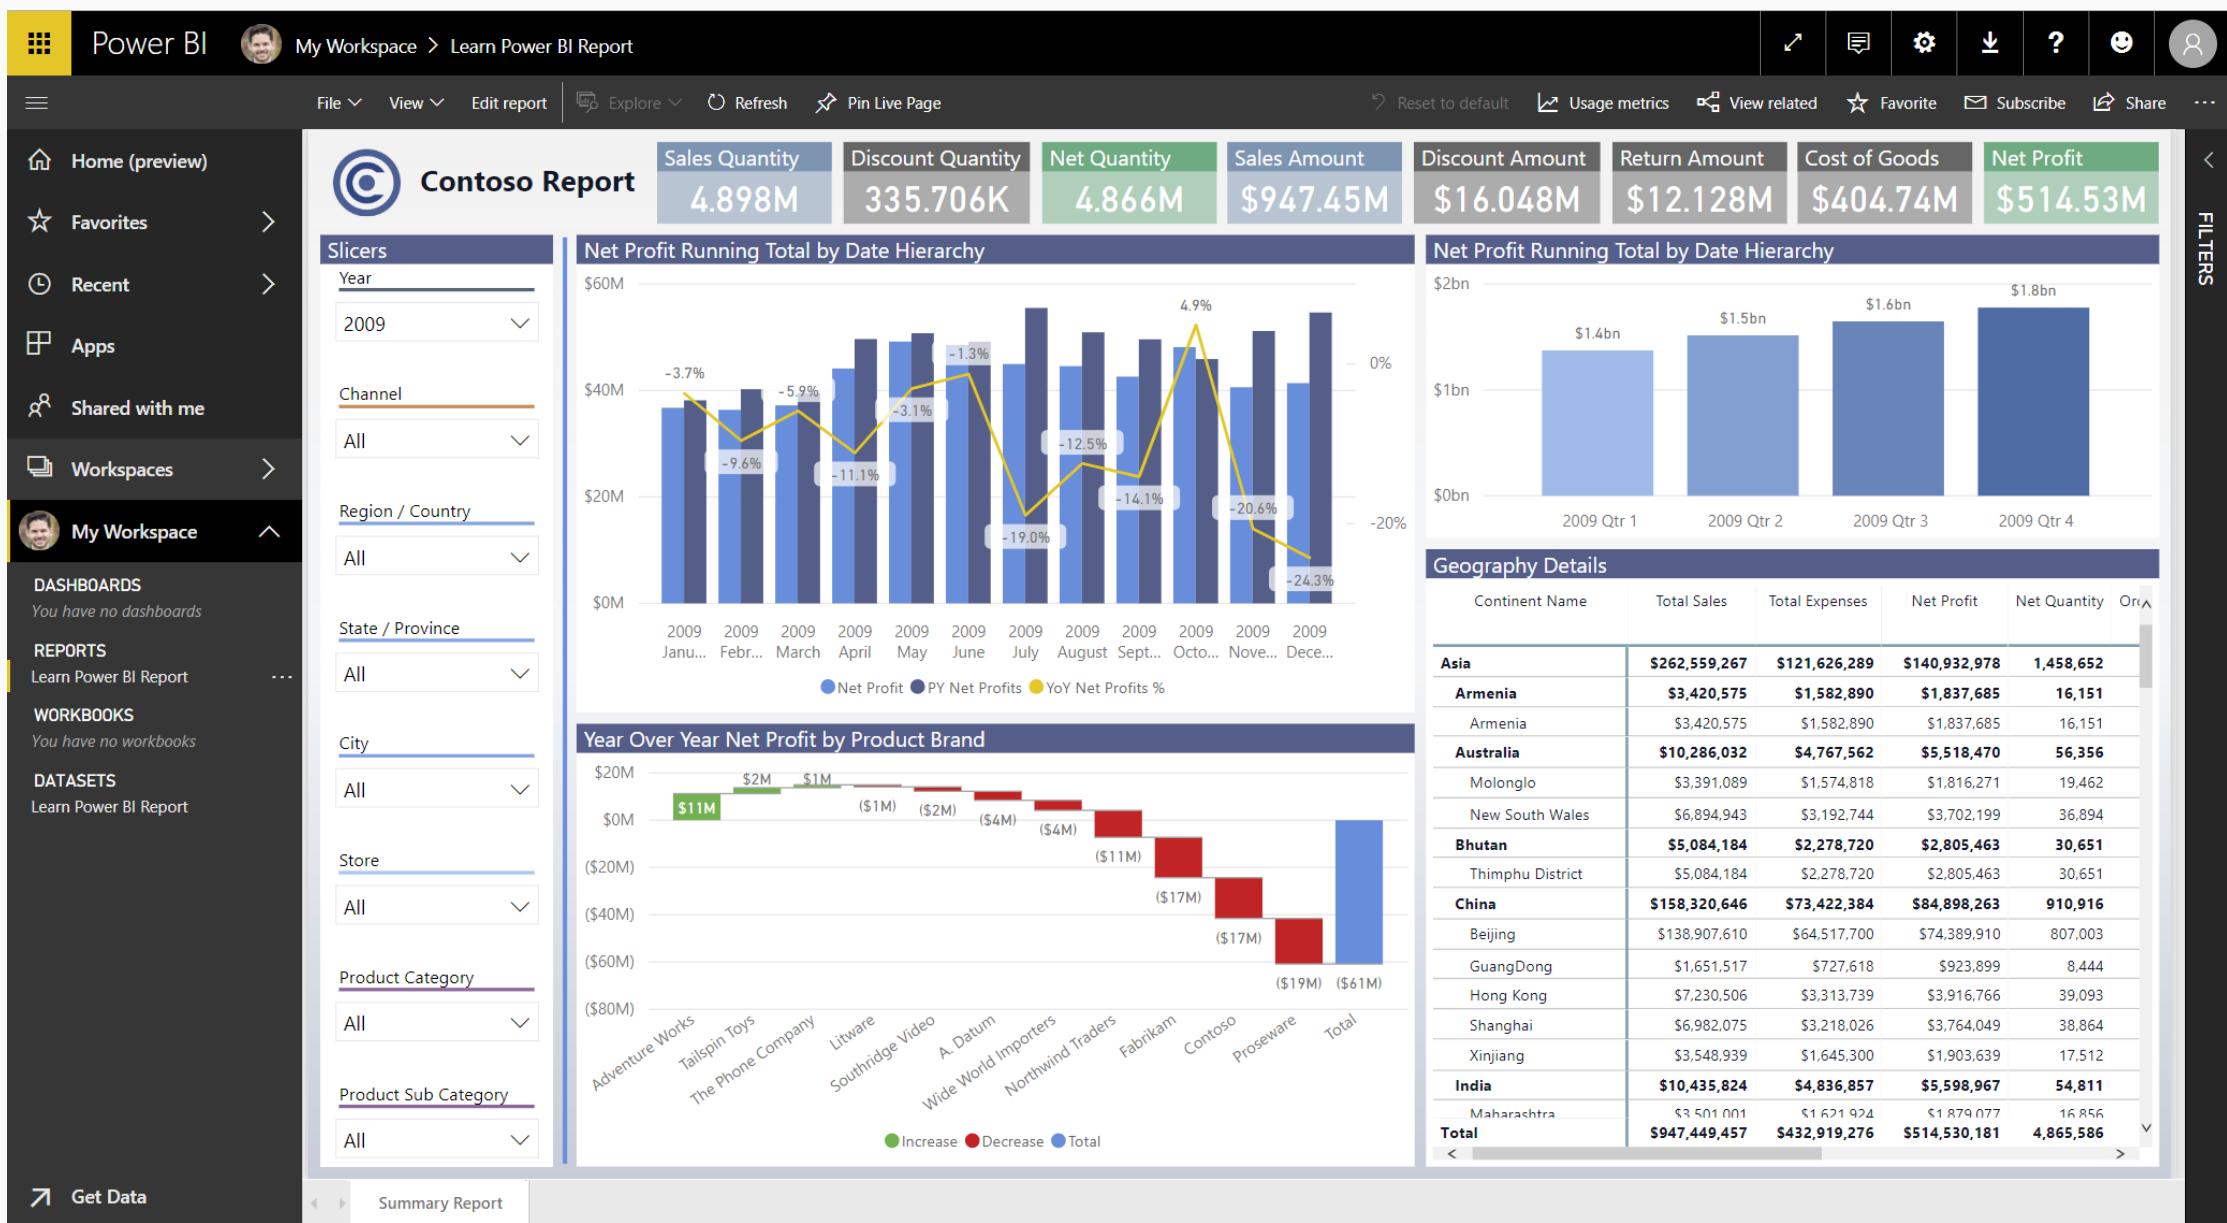 Power BI
My Workspace > Learn Power BI Report
File View Edit report Explore Refresh Pin Live Page Reset to default Usage metrics View related Favorite Subscribe Share ...
Home (preview)
Favorites
Recent
Apps
Shared with me
Workspaces
My Workspace
DASHBOARDS
You have no dashboards
REPORTS
Learn Power BI Report ...
WORKBOOKS
You have no workbooks
DATASETS
Learn Power BI Report
Get Data
Contoso Report
Sales Quantity
4.898M
Discount Quantity
335.706K
Net Quantity
4.866M
Sales Amount
$947.45M
Discount Amount
$16.048M
Return Amount
$12.128M
Cost of Goods
$404.74M
Net Profit
$514.53M
FILTERS
Slicers
Year
2009
Channel
All
Region / Country
All
State / Province
All
City
All
Store
All
Product Category
All
Product Sub Category
All
Net Profit Running Total by Date Hierarchy
$60M
$40M
$20M
$0M
0%
-20%
-3.7%
-9.6%
-5.9%
-11.1%
-3.1%
-1.3%
-19.0%
-12.5%
-14.1%
4.9%
-20.6%
-24.3%
2009 2009 2009 2009 2009 2009 2009 2009 2009 2009 2009 2009
Janu... Febr... March April May June July August Sept... Octo... Nove... Dece...
Net Profit PY Net Profits YoY Net Profits %
Year Over Year Net Profit by Product Brand
$20M
$0M
($20M)
($40M)
($60M)
($80M)
$11M
$2M
$1M
($1M)
($2M)
($4M)
($4M)
($11M)
($17M)
($17M)
($19M)
($61M)
Adventure Works
Tailspin Toys
The Phone Company
Litware
Southridge Video
A. Datum
Wide World Importers
Northwind Traders
Fabrikam
Contoso
Proseware
Total
Increase Decrease Total
Net Profit Running Total by Date Hierarchy
$2bn
$1bn
$0bn
$1.4bn
$1.5bn
$1.6bn
$1.8bn
2009 Qtr 1 2009 Qtr 2 2009 Qtr 3 2009 Qtr 4
Geography Details
Continent Name Total Sales Total Expenses Net Profit Net Quantity
Asia $262,559,267 $121,626,289 $140,932,978 1,458,652
Armenia $3,420,575 $1,582,890 $1,837,685 16,151
Armenia $3,420,575 $1,582,890 $1,837,685 16,151
Australia $10,286,032 $4,767,562 $5,518,470 56,356
Molonglo $3,391,089 $1,574,818 $1,816,271 19,462
New South Wales $6,894,943 $3,192,744 $3,702,199 36,894
Bhutan $5,084,184 $2,278,720 $2,805,463 30,651
Thimphu District $5,084,184 $2,278,720 $2,805,463 30,651
China $158,320,646 $73,422,384 $84,898,263 910,916
Beijing $138,907,610 $64,517,700 $74,389,910 807,003
GuangDong $1,651,517 $727,618 $923,899 8,444
Hong Kong $7,230,506 $3,313,739 $3,916,766 39,093
Shanghai $6,982,075 $3,218,026 $3,764,049 38,864
Xinjiang $3,548,939 $1,645,300 $1,903,639 17,512
India $10,435,824 $4,836,857 $5,598,967 54,811
Maharashtra $3,501,001 $1,621,924 $1,879,077 16,856
Total $947,449,457 $432,919,276 $514,530,181 4,865,586
Summary Report